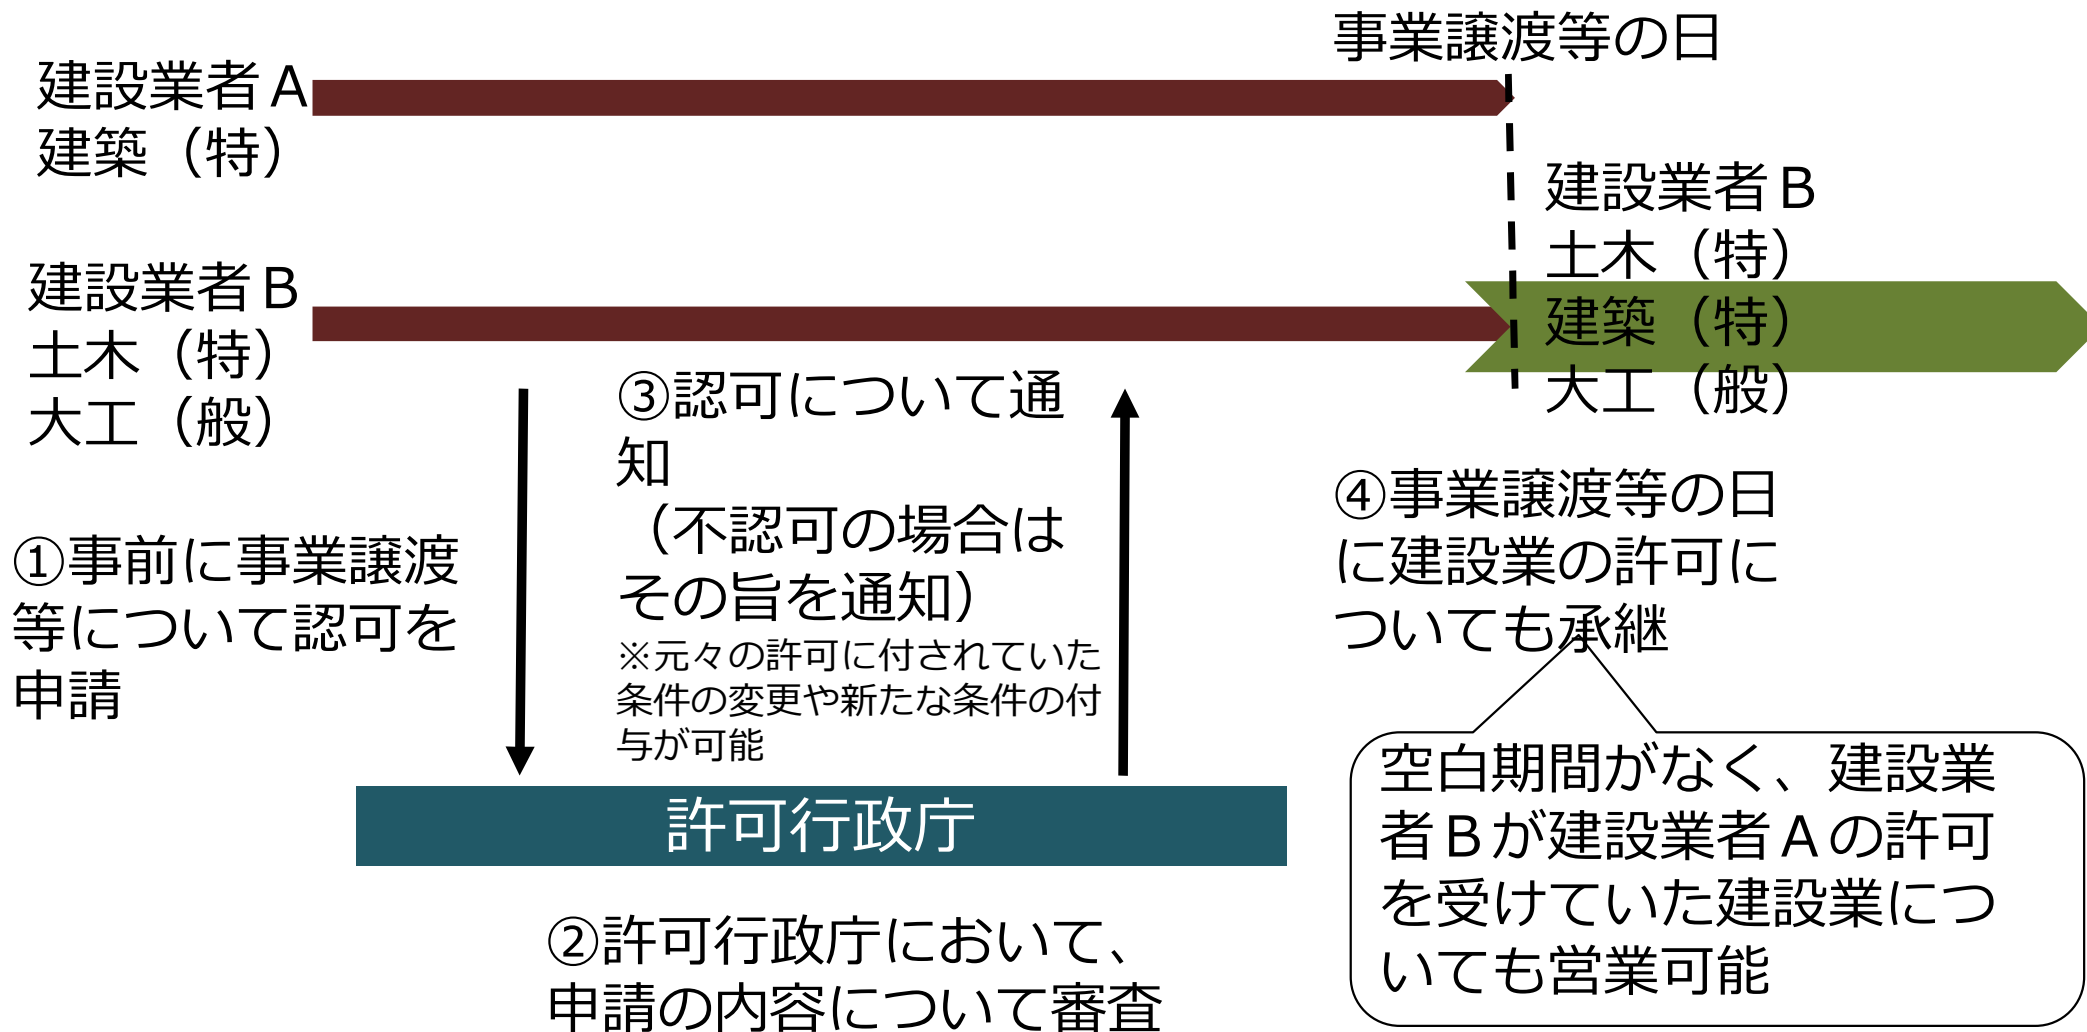 事業譲渡等の日
建設業者A
建築（特）
建設業者B
土木（特）
大工（般）
建設業者B
土木（特）
建築（特）
大工（般）
①事前に事業譲渡
等について認可を
申請
③認可について通
知
（不認可の場合は
その旨を通知）
※元々の許可に付されていた
条件の変更や新たな条件の付
与が可能
④事業譲渡等の日
に建設業の許可に
ついても承継
許可行政庁
②許可行政庁において、
申請の内容について審査
空白期間がなく、建設業
者Bが建設業者Aの許可
を受けていた建設業につ
いても営業可能